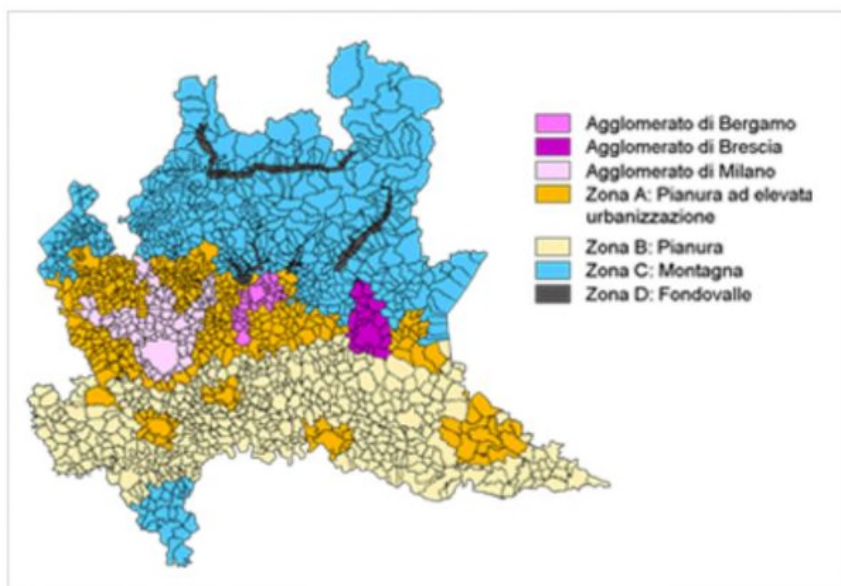 Agglomerato di Bergamo
Agglomerato di Brescia
Agglomerato di Milano
Zona A: Pianura ad elevata
urbanizzazione
Zona B: Pianura
Zona C: Montagna
Zona D: Fondovalle